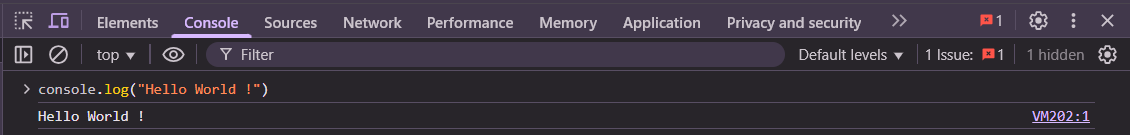 Elements Console Sources Network Performance Memory Application Privacy and security 1
top Filter Default levels 1 Issue: 1 1 hidden
console.log("Hello World !")
Hello World ! VM202:1